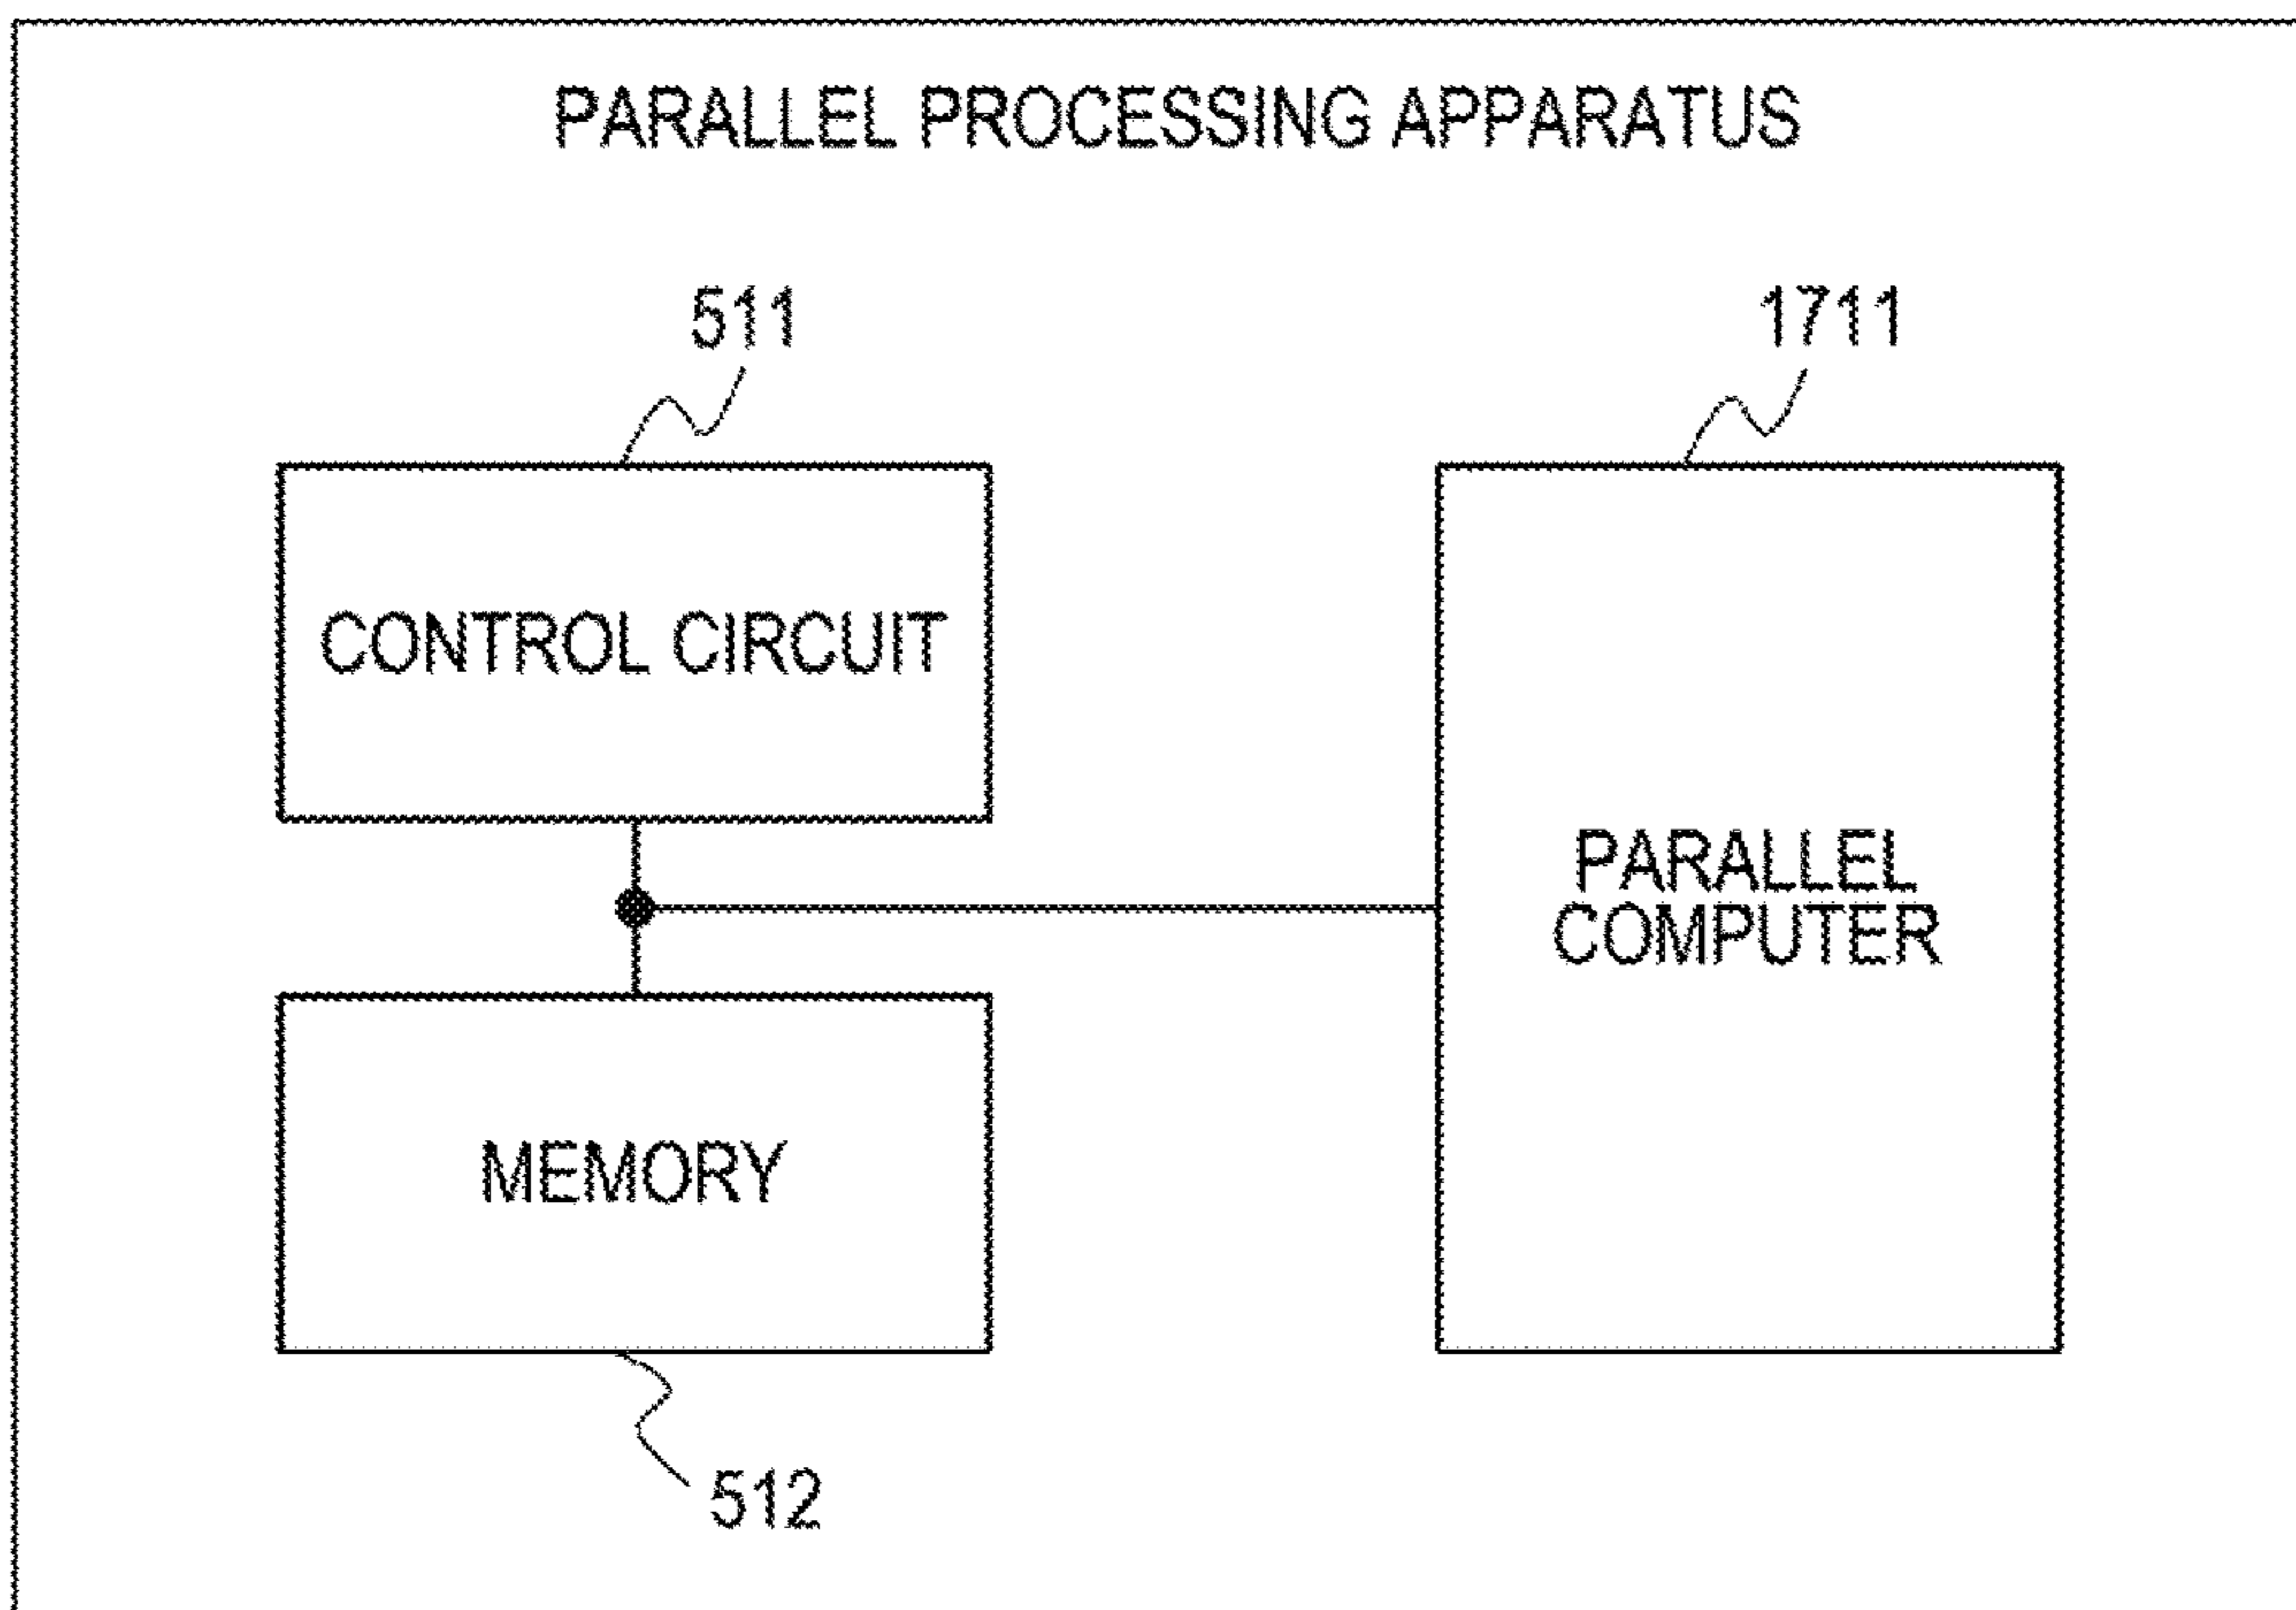 PARALLEL PROCESSING APPARATUS
511
1711
CONTROL CIRCUIT
PARALLEL
COMPUTER
MEMORY
512